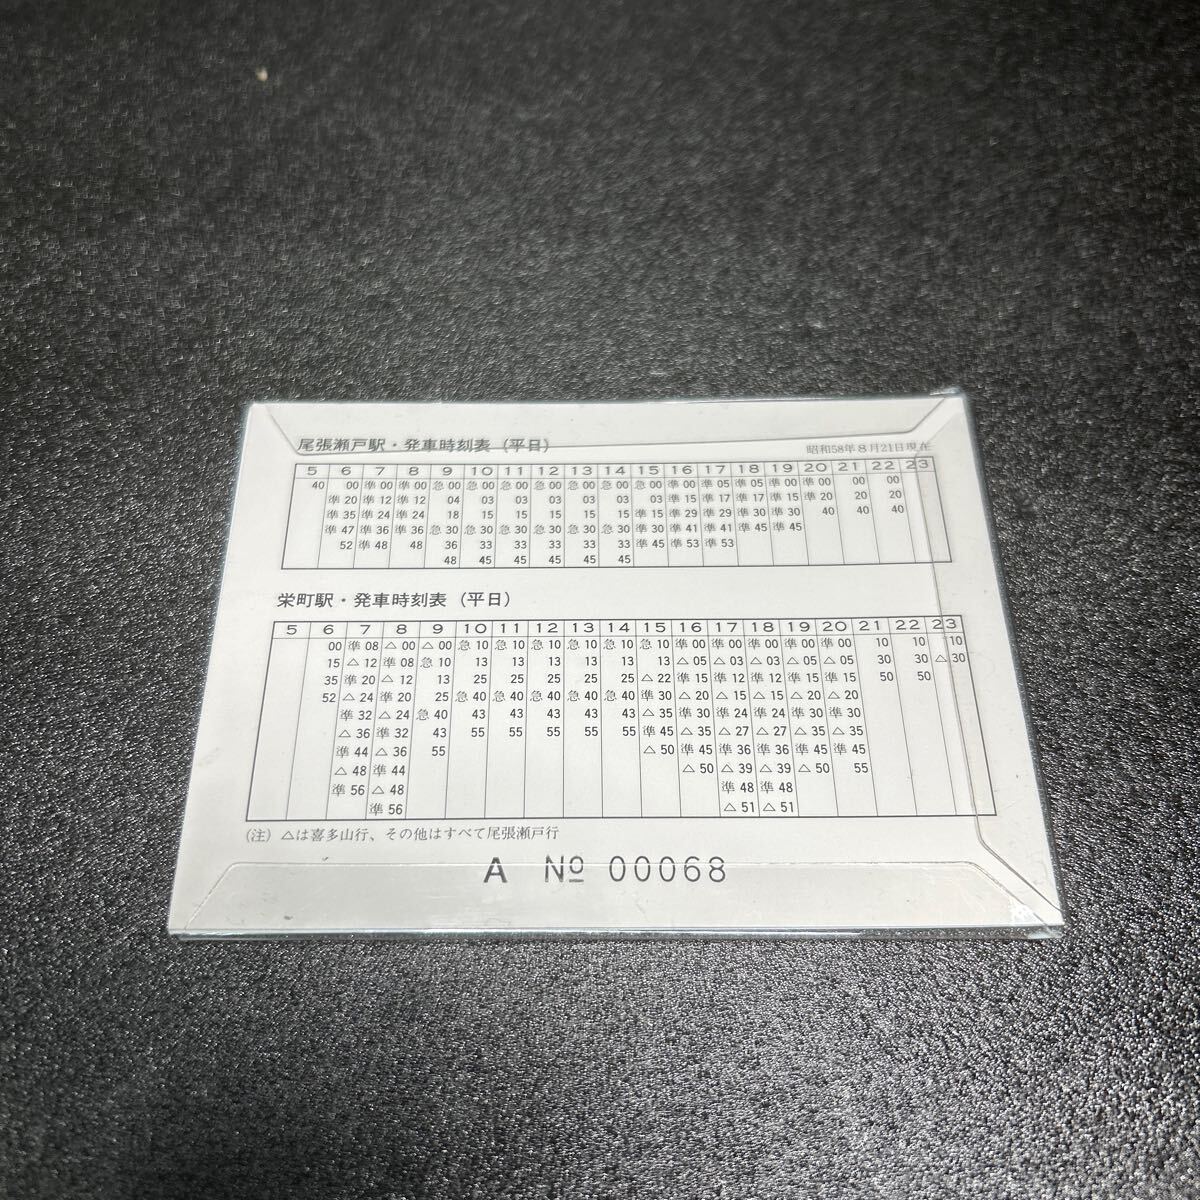 尾張瀬戸駅・発車時刻表（平日） 昭和58年8月21日現在
5 6 7 8 9 10 11 12 13 14 15 16 17 18 19 20 21 22 23
40 00 準00 準00 急00 急00 急00 急00 急00 急00 急00 準00 準05 準05 準00 準00 00 00
準20 準12 準12 04 03 03 03 03 03 03 準15 準17 準17 準15 準20 20 20
準35 準24 準24 18 15 15 15 15 15 準15 準29 準29 準30 準30 40 40 40
準47 準36 準36 急30 急30 急30 急30 急30 急30 準30 準41 準41 準45 準45
52 準48 48 36 33 33 33 33 33 準45 準53 準53
48 45 45 45 45 45
栄町駅・発車時刻表（平日）
5 6 7 8 9 10 11 12 13 14 15 16 17 18 19 20 21 22 23
00 準08 △00 △00 急10 急10 急10 急10 急10 急10 準00 準00 準00 準00 準00 10 10 10
15 △12 準08 急10 13 13 13 13 13 13 △05 △03 △03 △05 △05 30 30 △30
35 準20 △12 13 25 25 25 25 25 △22 準15 準12 準12 準15 準15 50 50
52 △24 準20 25 急40 急40 急40 急40 急40 準30 △20 △15 △15 △20 △20
準32 △24 急40 43 43 43 43 43 △35 準30 準24 準24 準30 準30
△36 準32 43 55 55 55 55 55 準45 △35 △27 △27 △35 △35
準44 △36 55 △50 準45 準36 準36 準45 準45
△48 準44 △50 △39 △39 △50 55
準56 △48 準48 準48
準56 △51 △51
（注） △は喜多山行、その他はすべて尾張瀬戸行
A № 00068